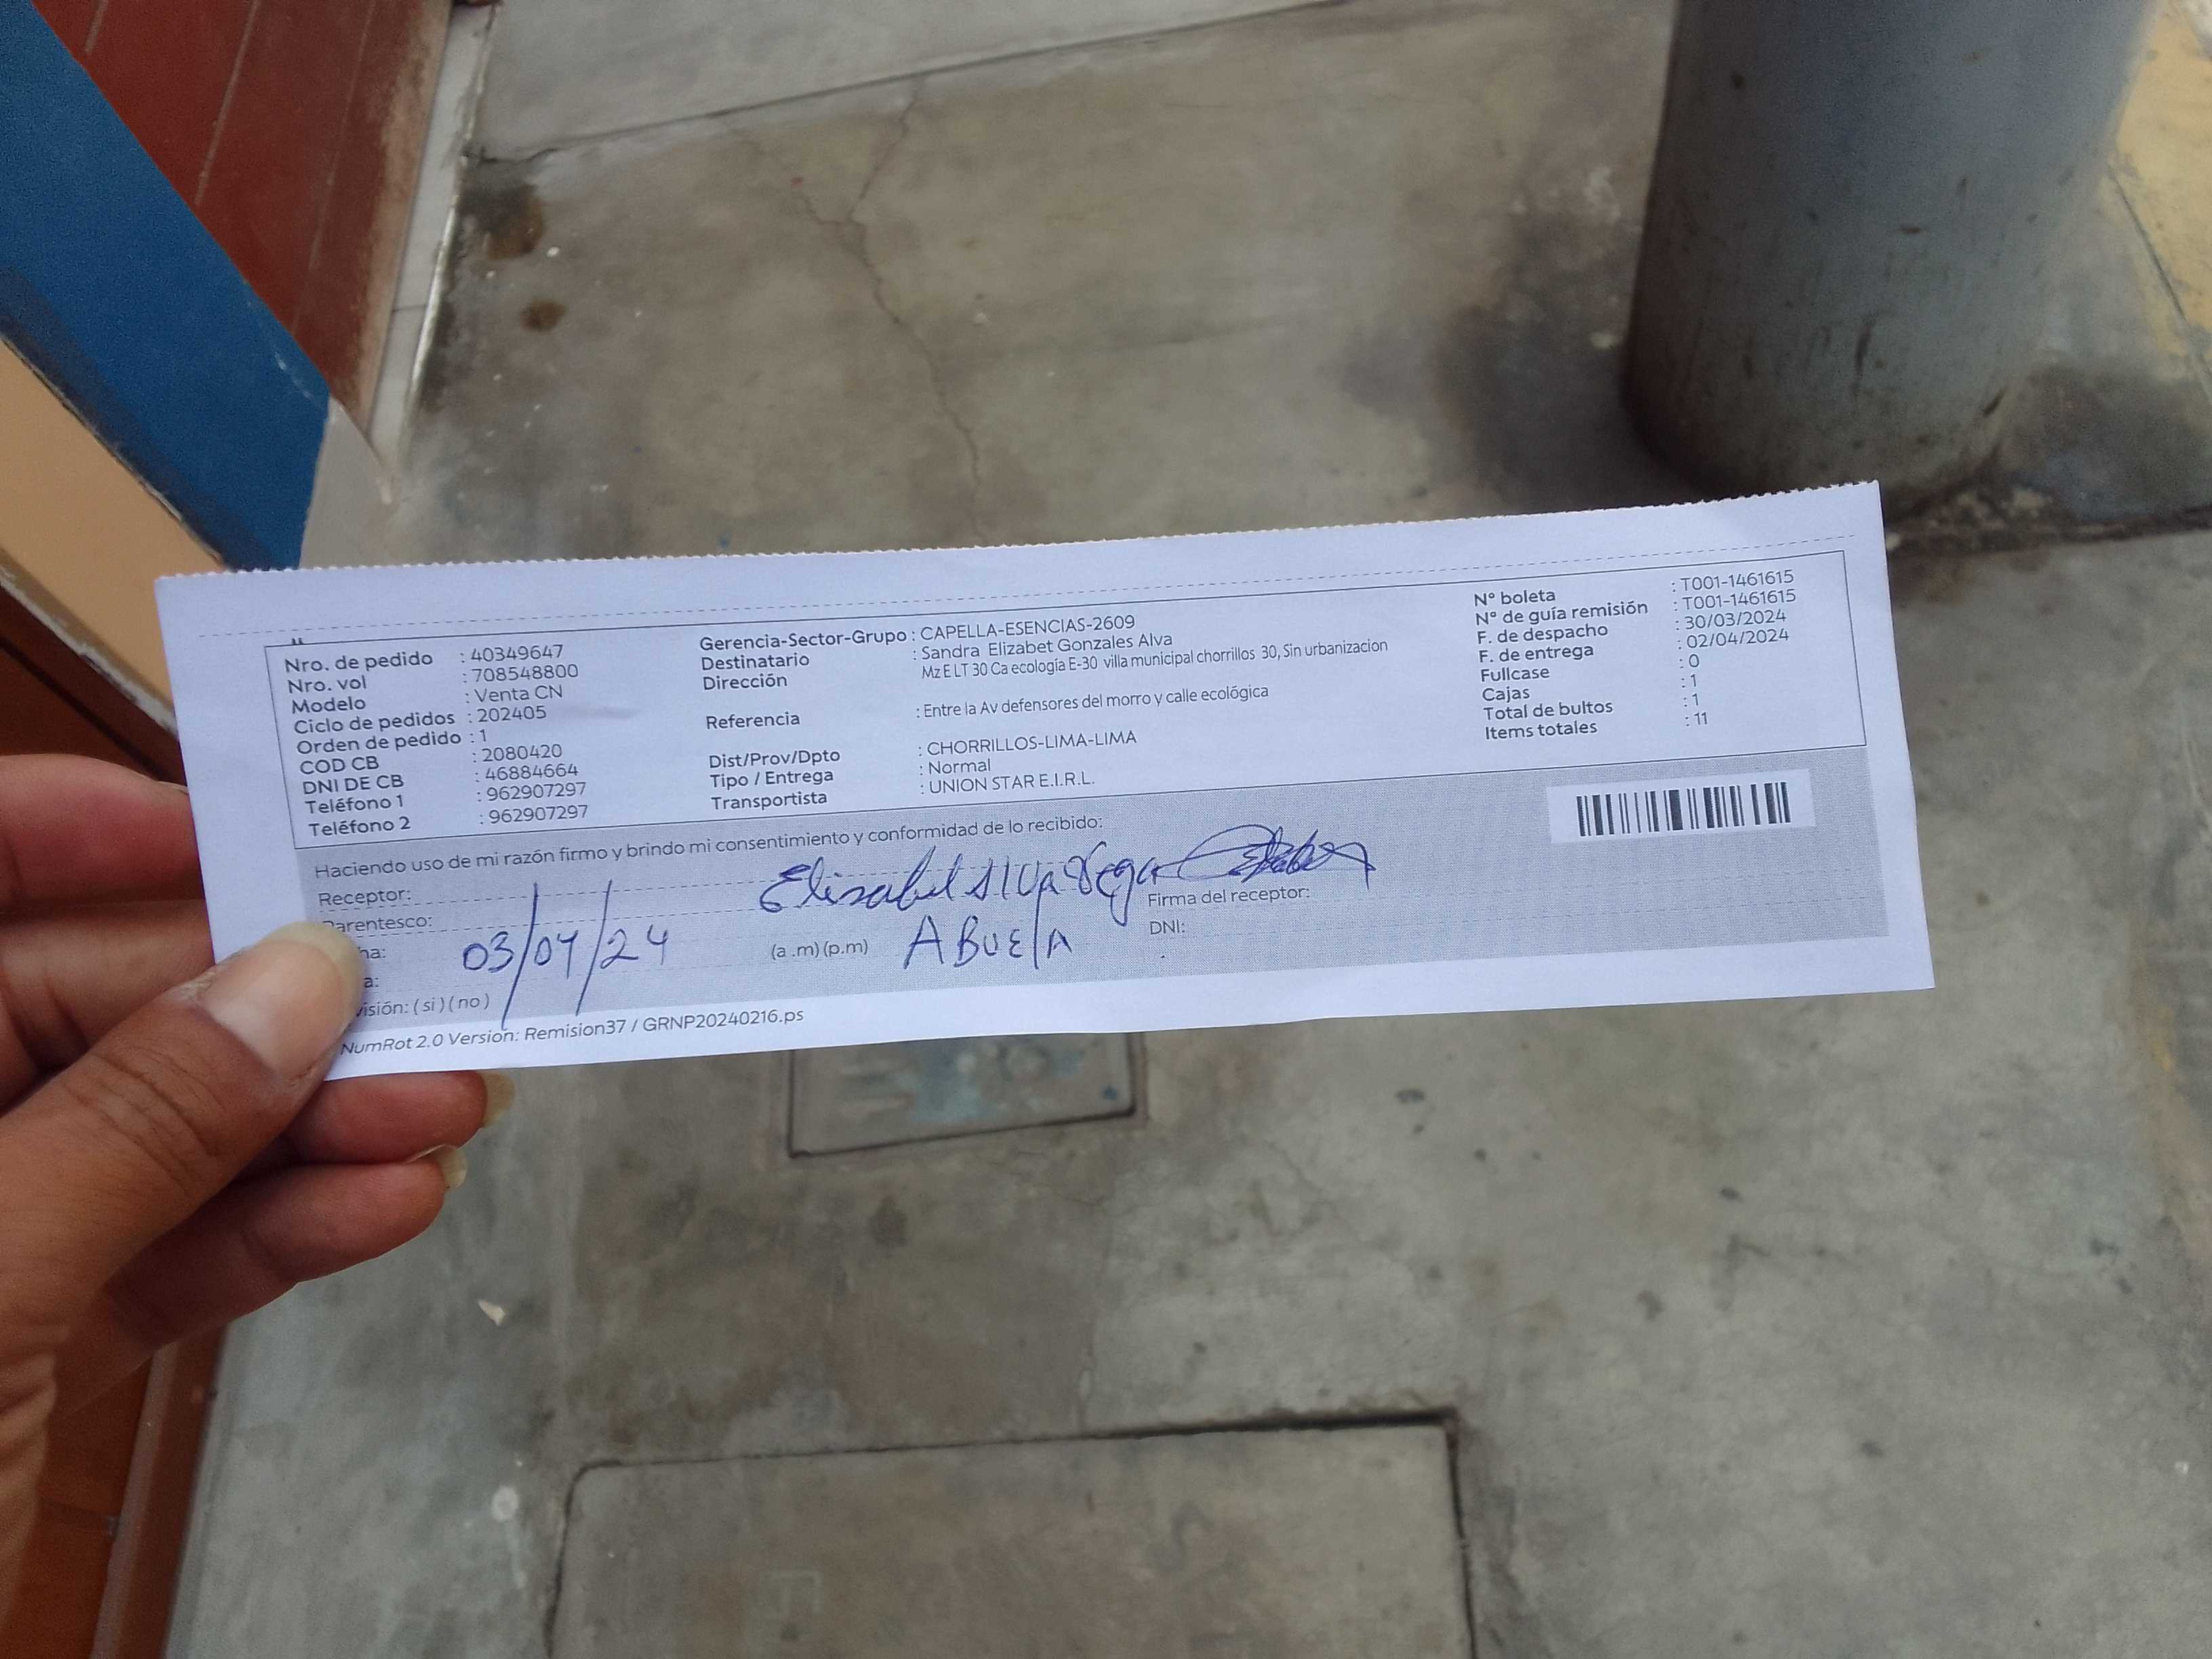 Nro. de pedido : 40349647
Nro. vol : 708548800
Modelo : Venta CN
Ciclo de pedidos : 202405
Orden de pedido : 1
COD CB : 2080420
DNI DE CB : 46884664
Teléfono 1 : 962907297
Teléfono 2 : 962907297
Gerencia-Sector-Grupo : CAPELLA-ESENCIAS-2609
Destinatario : Sandra Elizabet Gonzales Alva
Dirección Mz E LT 30 Ca ecología E-30 villa municipal chorrillos 30, Sin urbanizacion
Referencia : Entre la Av defensores del morro y calle ecológica
Dist/Prov/Dpto : CHORRILLOS-LIMA-LIMA
Tipo / Entrega : Normal
Transportista : UNION STAR E.I.R.L.
N° boleta : T001-1461615
N° de guía remisión : T001-1461615
F. de despacho : 30/03/2024
F. de entrega : 02/04/2024
Fullcase : 0
Cajas : 1
Total de bultos : 1
Items totales : 11
Haciendo uso de mi razón firmo y brindo mi consentimiento y conformidad de lo recibido:
Receptor: Elisabet Alva Vega Firma del receptor:
Parentesco: ABUElA DNI:
ha: 03/04/24 (a .m) (p.m)
a:
visión: ( si ) ( no )
NumRot 2.0 Version: Remision37 / GRNP20240216.ps